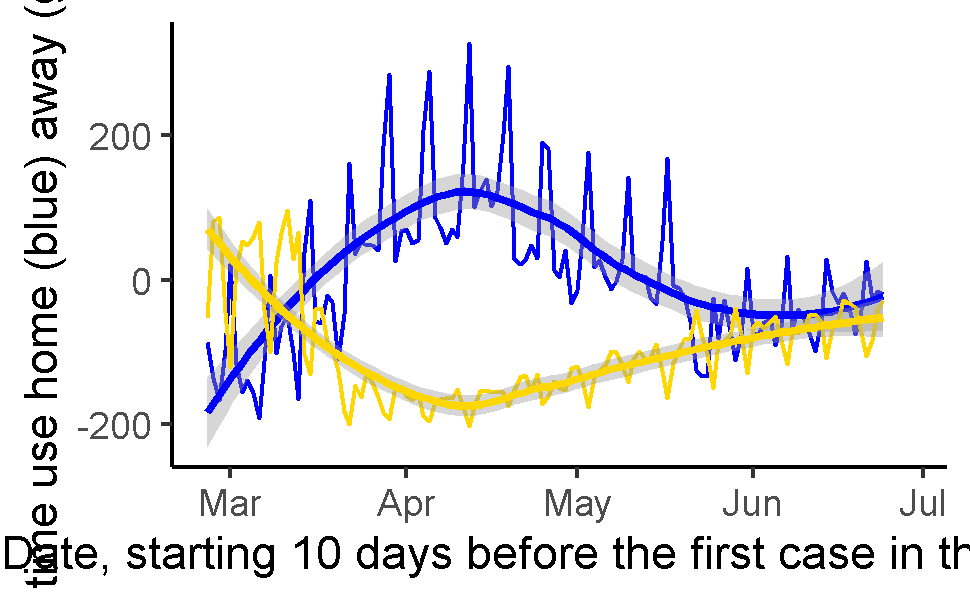 time use home (blue) away (
200
0
-200
Mar Apr May Jun Jul
Date, starting 10 days before the first case in th